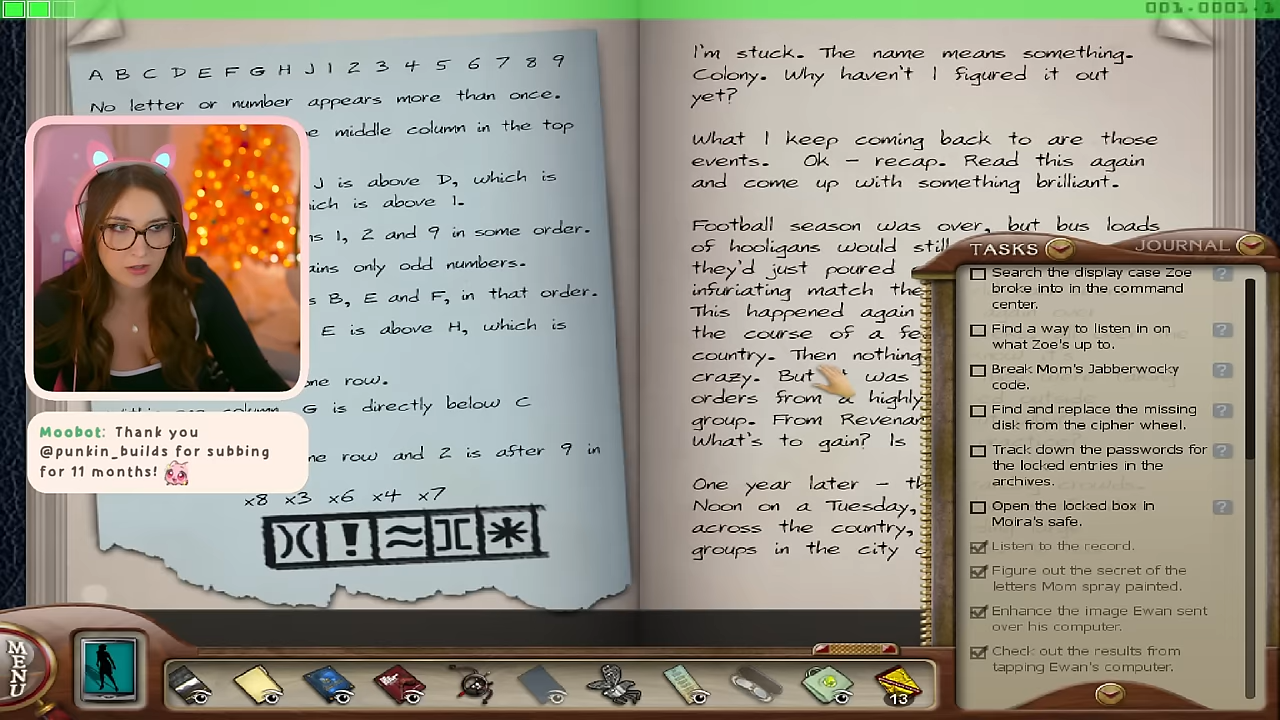 001.0001.1
A B C D E F G H J 1 2 3 4 5 6 7 8 9
No letter or number appears more than once.
middle column in the top
J is above D, which is
which is above 1.
1, 2 and 9 in some order.
only odd numbers.
B, E and F, in that order.
E is above H, which is
one row.
column G is directly below C
one row and 2 is after 9 in
x8 x3 x6 x4 x7
I'm stuck. The name means something.
Colony. Why haven't I figured it out
yet?
What I keep coming back to are those
events. Ok - recap. Read this again
and come up with something brilliant.
Football season was over, but bus loads
of hooligans would still
they'd just poured
infuriating match the
This happened again
the course of a
country. Then nothing
crazy. But was
orders from a highly
group. From
What's to gain? Is
One year later -
Noon on a Tuesday,
across the country,
groups in the city
Moobot: Thank you
@punkin_builds for subbing
for 11 months!
TASKS
JOURNAL
Search the display case Zoe
broke into in the command
center.
Find a way to listen in on
what Zoe's up to.
Break Mom's Jabberwocky
code.
Find and replace the missing
disk from the cipher wheel.
Track down the passwords for
the locked entries in the
archives.
Open the locked box in
Moira's safe.
Listen to the record.
Figure out the secret of the
letters Mom spray painted.
Enhance the image Ewan sent
over his computer.
Check out the results from
tapping Ewan's computer.
MENU
13